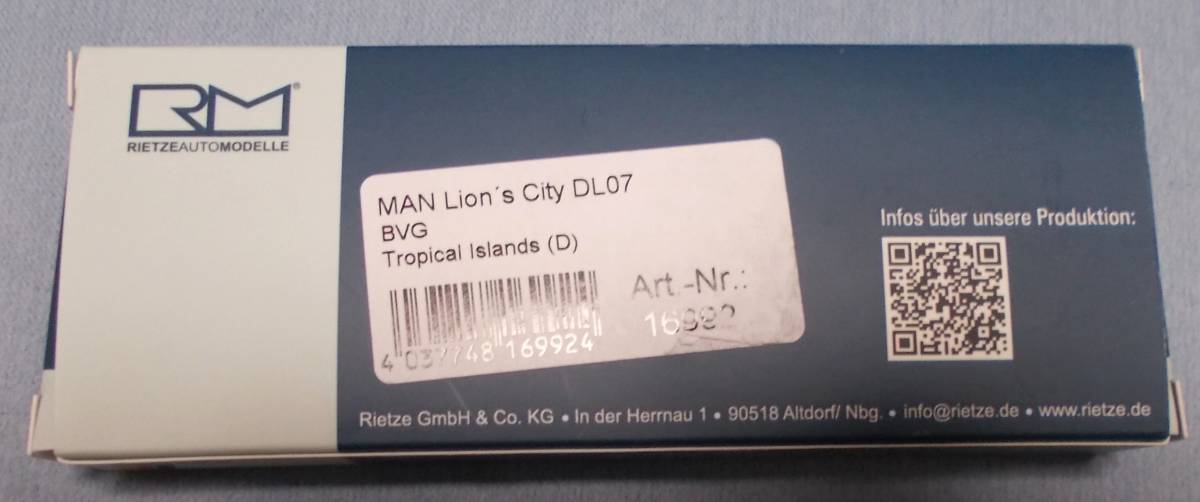 RM®
RIETZEAUTOMODELLE
MAN Lion´s City DL07
BVG
Tropical Islands (D)
Art.-Nr.:
16992
4 037748 169924
Infos über unsere Produktion:
Rietze GmbH & Co. KG • In der Herrnau 1 • 90518 Altdorf/ Nbg. • info@rietze.de • www.rietze.de